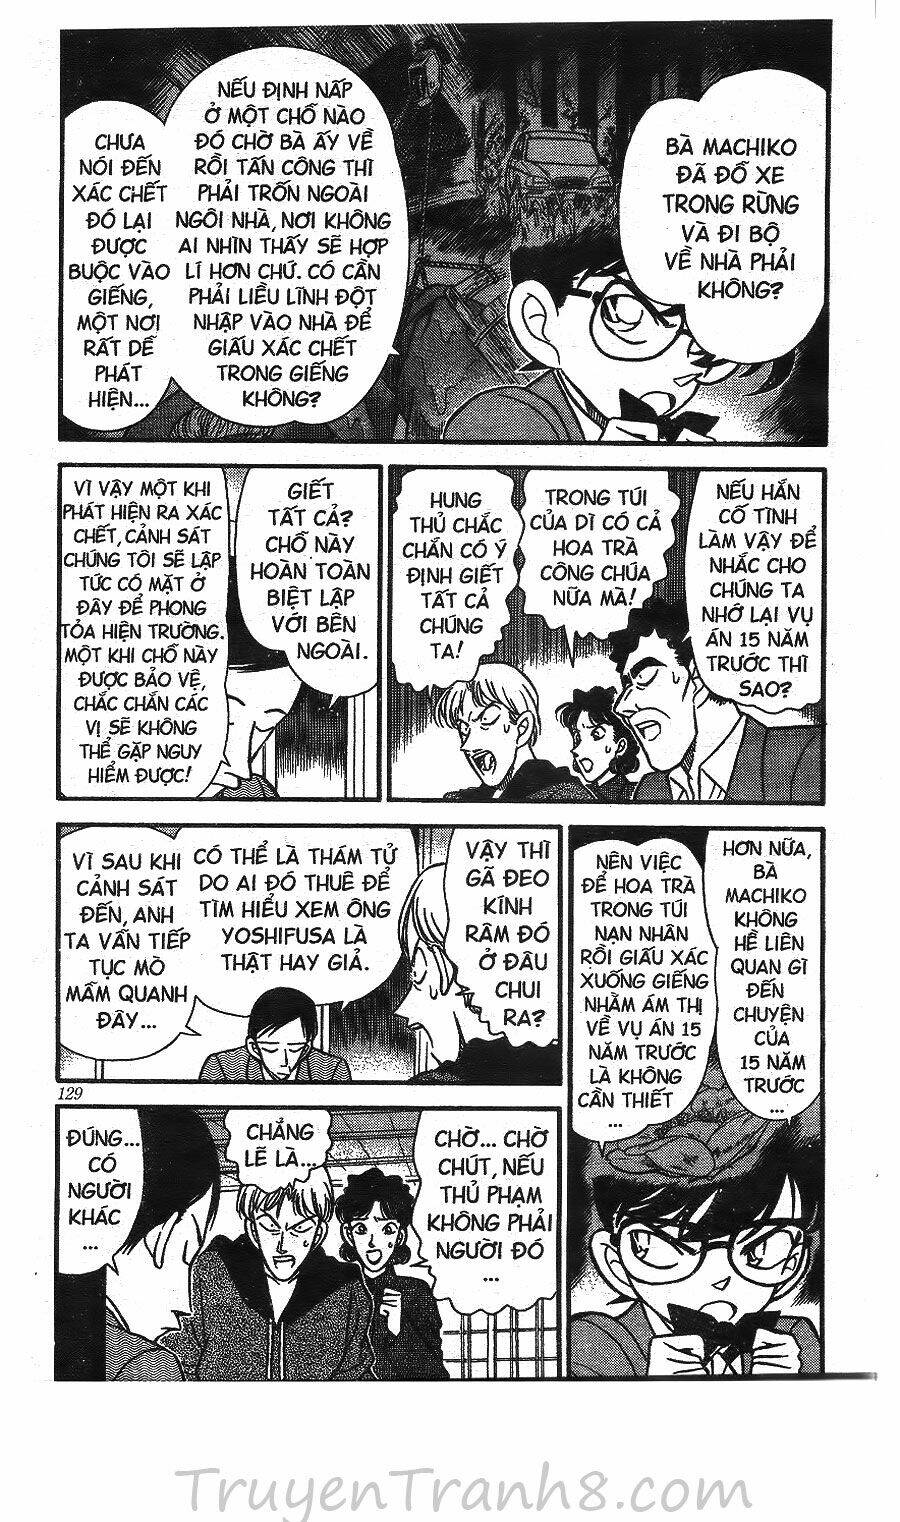 BÀ MACHIKO
ĐÃ ĐỖ XE
TRONG RỪNG
VÀ ĐI BỘ
VỀ NHÀ PHẢI
KHÔNG?
NẾU ĐỊNH NẤP
Ở MỘT CHỐ NÀO
ĐÓ CHỜ BÀ ẤY VỀ
RỒI TẤN CÔNG THÌ
PHẢI TRỐN NGOÀI
NGÔI NHÀ, NƠI KHÔNG
AI NHÌN THẤY SẼ HỢP
LÍ HƠN CHỨ. CÓ CẦN
PHẢI LIỀU LĨNH ĐỘT
NHẬP VÀO NHÀ ĐỂ
GIẤU XÁC CHẾT
TRONG GIẾNG
KHÔNG?
CHƯA
NÓI ĐẾN
XÁC CHẾT
ĐÓ LẠI
ĐƯỢC
BUỘC VÀO
GIẾNG,
MỘT NƠI
RẤT DỄ
PHÁT
HIỆN...
NẾU HẮN
CỐ TÌNH
LÀM VẬY ĐỂ
NHẮC CHO
CHÚNG TA
NHỚ LẠI VỤ
ÁN 15 NĂM
TRƯỚC THÌ
SAO?
TRONG TÚI
CỦA DÌ CÓ CẢ
HOA TRÀ
CÔNG CHÚA
NỮA MÀ!
HUNG
THỦ CHẮC
CHẮN CÓ Ý
ĐỊNH GIẾT
TẤT CẢ
CHÚNG
TA!
GIẾT
TẤT CẢ?
CHỖ NÀY
HOÀN TOÀN
BIỆT LẬP
VỚI BÊN
NGOÀI.
VÌ VẬY MỘT KHI
PHÁT HIỆN RA XÁC
CHẾT, CẢNH SÁT
CHÚNG TÔI SẼ LẬP
TỨC CÓ MẶT Ở
ĐÂY ĐỂ PHONG
TỎA HIỆN TRƯỜNG.
MỘT KHI CHỖ NÀY
ĐƯỢC BẢO VỆ,
CHẮC CHẮN CÁC
VỊ SẼ KHÔNG
THỂ GẶP NGUY
HIỂM ĐƯỢC!
HƠN NỮA,
BÀ
MACHIKO
KHÔNG
HỀ LIÊN
QUAN GÌ
ĐẾN
CHUYỆN
CỦA
15 NĂM
TRƯỚC
...
NÊN VIỆC
ĐỂ HOA TRÀ
TRONG TÚI
NẠN NHÂN
RỒI GIẤU XÁC
XUỐNG GIẾNG
NHẰM ÁM THỊ
VỀ VỤ ÁN 15
NĂM TRƯỚC
LÀ KHÔNG
CẦN THIẾT
...
VẬY THÌ
GÃ ĐEO
KÍNH
RÂM ĐÓ
Ở ĐÂU
CHUI
RA?
CÓ THỂ LÀ THÁM TỬ
DO AI ĐÓ THUÊ ĐỂ
TÌM HIỂU XEM ÔNG
YOSHIFUSA LÀ
THẬT HAY GIẢ.
VÌ SAU KHI
CẢNH SÁT
ĐẾN, ANH
TA VẪN TIẾP
TỤC MÒ
MẪM QUANH
ĐÂY...
129
CHỜ... CHỜ
CHÚT, NẾU
THỦ PHẠM
KHÔNG PHẢI
NGƯỜI ĐÓ
...
CHẲNG
LẼ LÀ...
ĐÚNG...
CÓ
NGƯỜI
KHÁC
...
TruyenTranh8.com